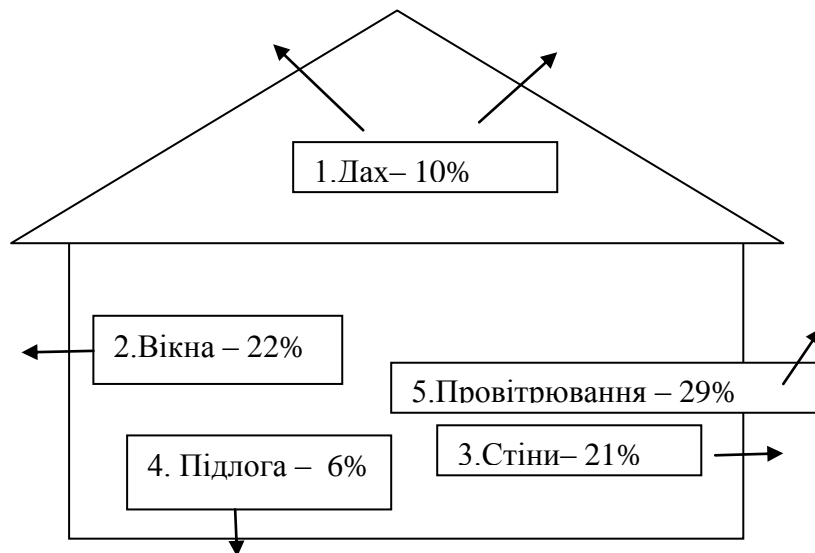 1.Дах– 10%
2.Вікна – 22%
5.Провітрювання – 29%
3.Стіни– 21%
4. Підлога – 6%